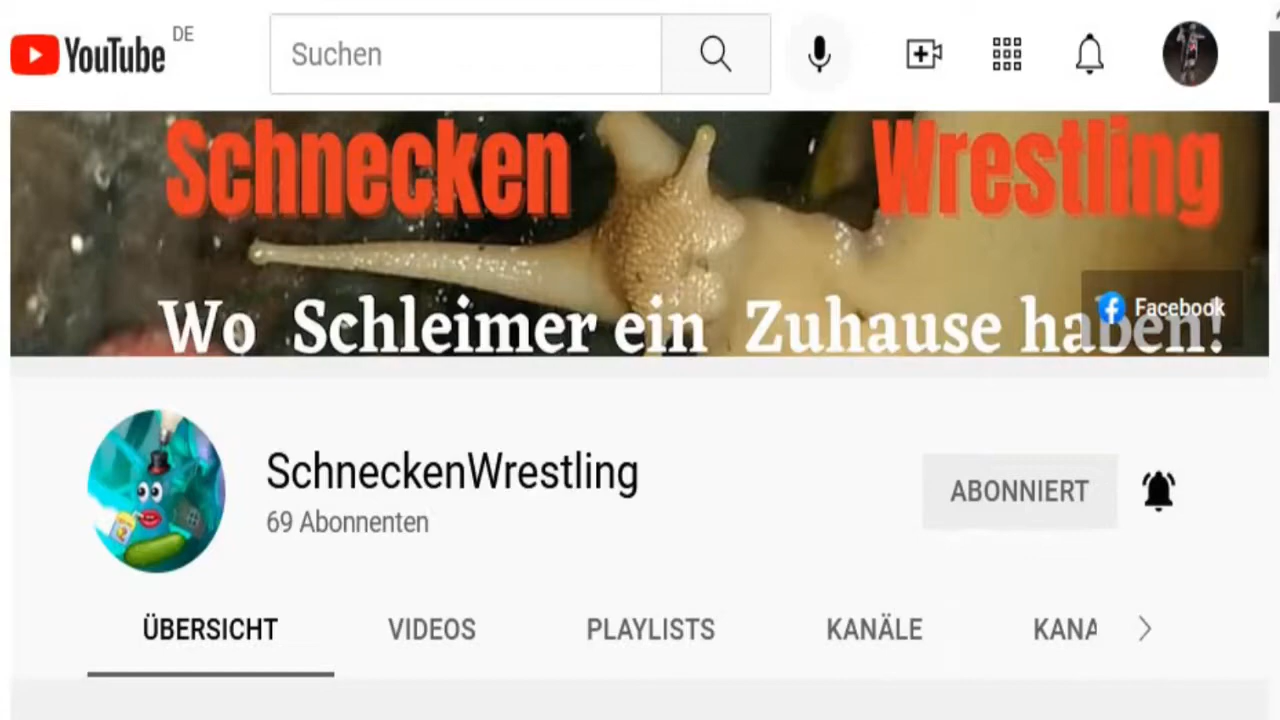 YouTube DE
Suchen
Schnecken Wrestling
Wo Schleimer ein Zuhause haben!
Facebook
SchneckenWrestling
69 Abonnenten
ABONNIERT
ÜBERSICHT VIDEOS PLAYLISTS KANÄLE KANA